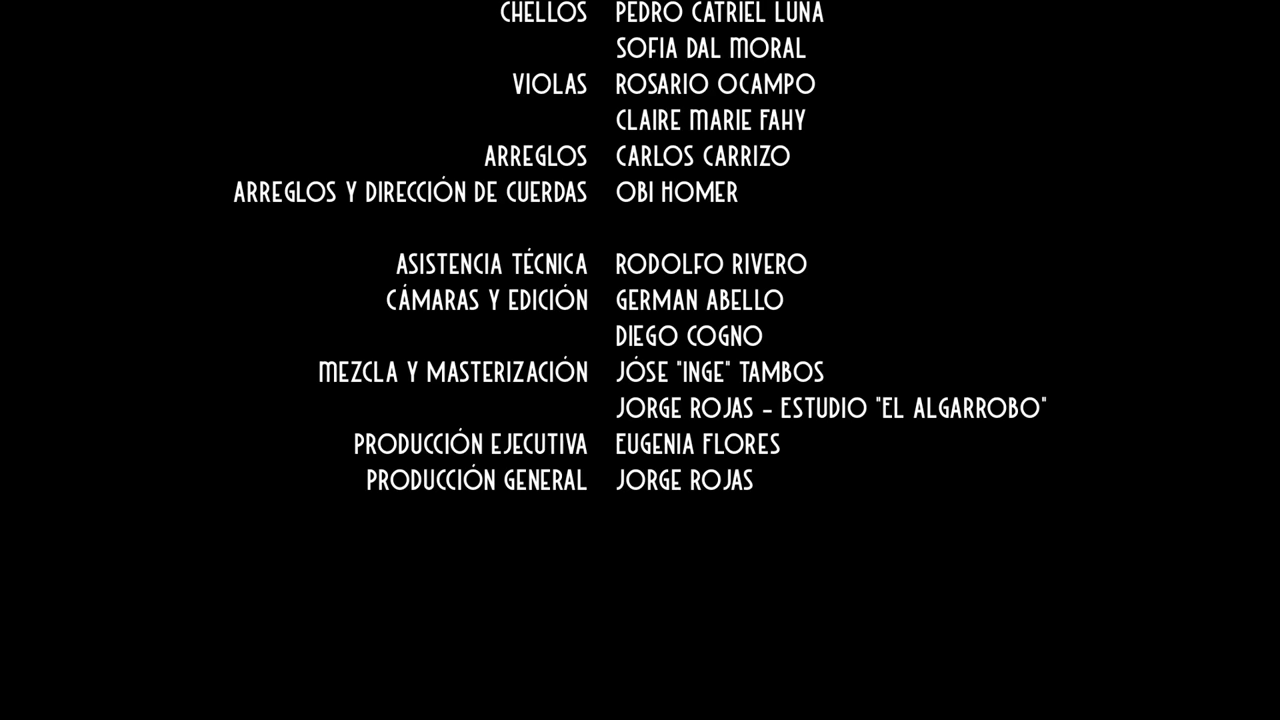 CHELLOS PEDRO CATRIEL LUNA
SOFIA DAL MORAL
VIOLAS ROSARIO OCAMPO
CLAIRE MARIE FAHY
ARREGLOS CARLOS CARRIZO
ARREGLOS Y DIRECCIÓN DE CUERDAS OBI HOMER
ASISTENCIA TÉCNICA RODOLFO RIVERO
CÁMARAS Y EDICIÓN GERMAN ABELLO
DIEGO COGNO
MEZCLA Y MASTERIZACIÓN JÓSE "INGE" TAMBOS
JORGE ROJAS - ESTUDIO "EL ALGARROBO"
PRODUCCIÓN EJECUTIVA EUGENIA FLORES
PRODUCCIÓN GENERAL JORGE ROJAS